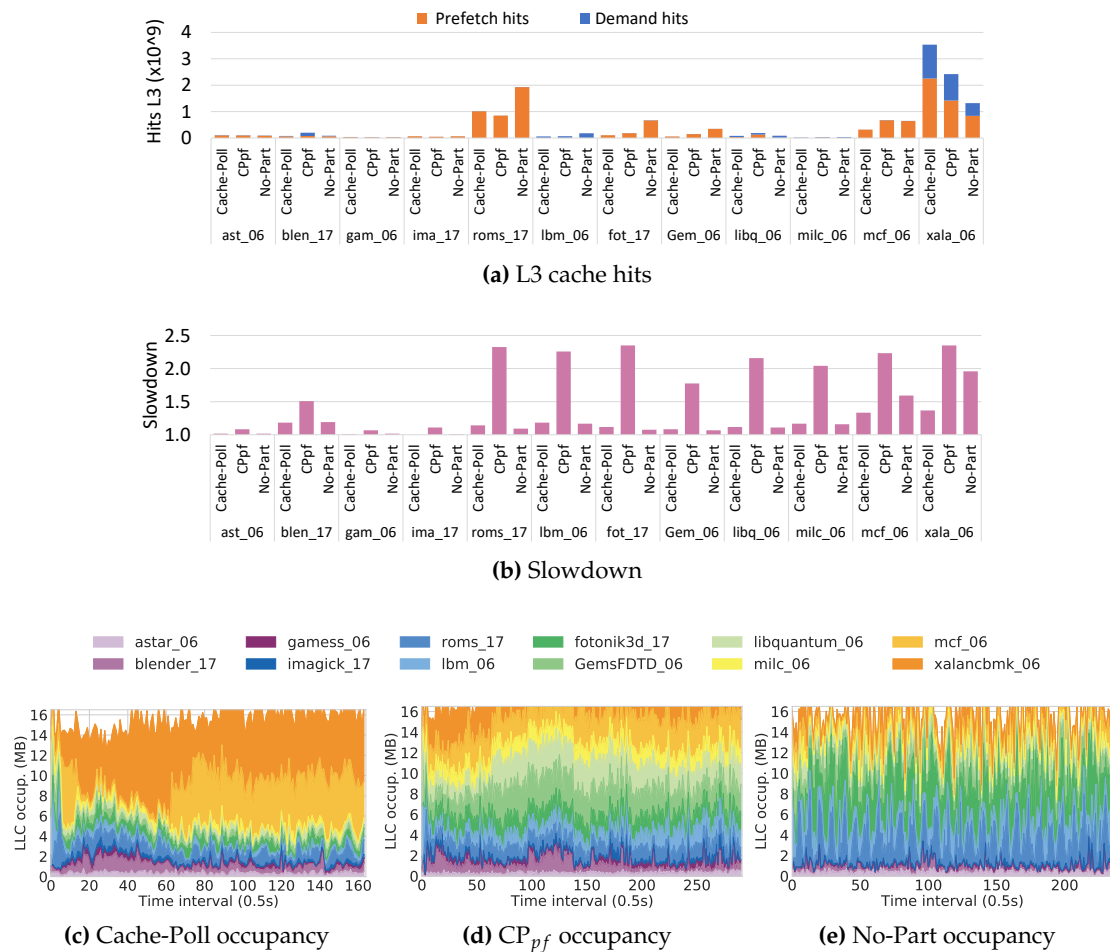 Prefetch hits Demand hits
Hits L3 (x10^9)
4
3
2
1
0
Cache-Poll CPpf No-Part Cache-Poll CPpf No-Part Cache-Poll CPpf No-Part Cache-Poll CPpf No-Part Cache-Poll CPpf No-Part Cache-Poll CPpf No-Part Cache-Poll CPpf No-Part Cache-Poll CPpf No-Part Cache-Poll CPpf No-Part Cache-Poll CPpf No-Part Cache-Poll CPpf No-Part Cache-Poll CPpf No-Part
ast_06 blen_17 gam_06 ima_17 roms_17 lbm_06 fot_17 Gem_06 libq_06 milc_06 mcf_06 xala_06
(a) L3 cache hits
Slowdown
2.5
2.0
1.5
1.0
Cache-Poll CPpf No-Part Cache-Poll CPpf No-Part Cache-Poll CPpf No-Part Cache-Poll CPpf No-Part Cache-Poll CPpf No-Part Cache-Poll CPpf No-Part Cache-Poll CPpf No-Part Cache-Poll CPpf No-Part Cache-Poll CPpf No-Part Cache-Poll CPpf No-Part Cache-Poll CPpf No-Part Cache-Poll CPpf No-Part
ast_06 blen_17 gam_06 ima_17 roms_17 lbm_06 fot_17 Gem_06 libq_06 milc_06 mcf_06 xala_06
(b) Slowdown
astar_06 gamess_06 roms_17 fotonik3d_17 libquantum_06 mcf_06
blender_17 imagick_17 lbm_06 GemsFDTD_06 milc_06 xalancbmk_06
LLC occup. (MB)
16
14
12
10
8
6
4
2
0
0 20 40 60 80 100 120 140 160
Time interval (0.5s)
(c) Cache-Poll occupancy
LLC occup. (MB)
16
14
12
10
8
6
4
2
0
0 50 100 150 200 250
Time interval (0.5s)
(d) CPpf occupancy
LLC occup. (MB)
16
14
12
10
8
6
4
2
0
0 50 100 150 200
Time interval (0.5s)
(e) No-Part occupancy